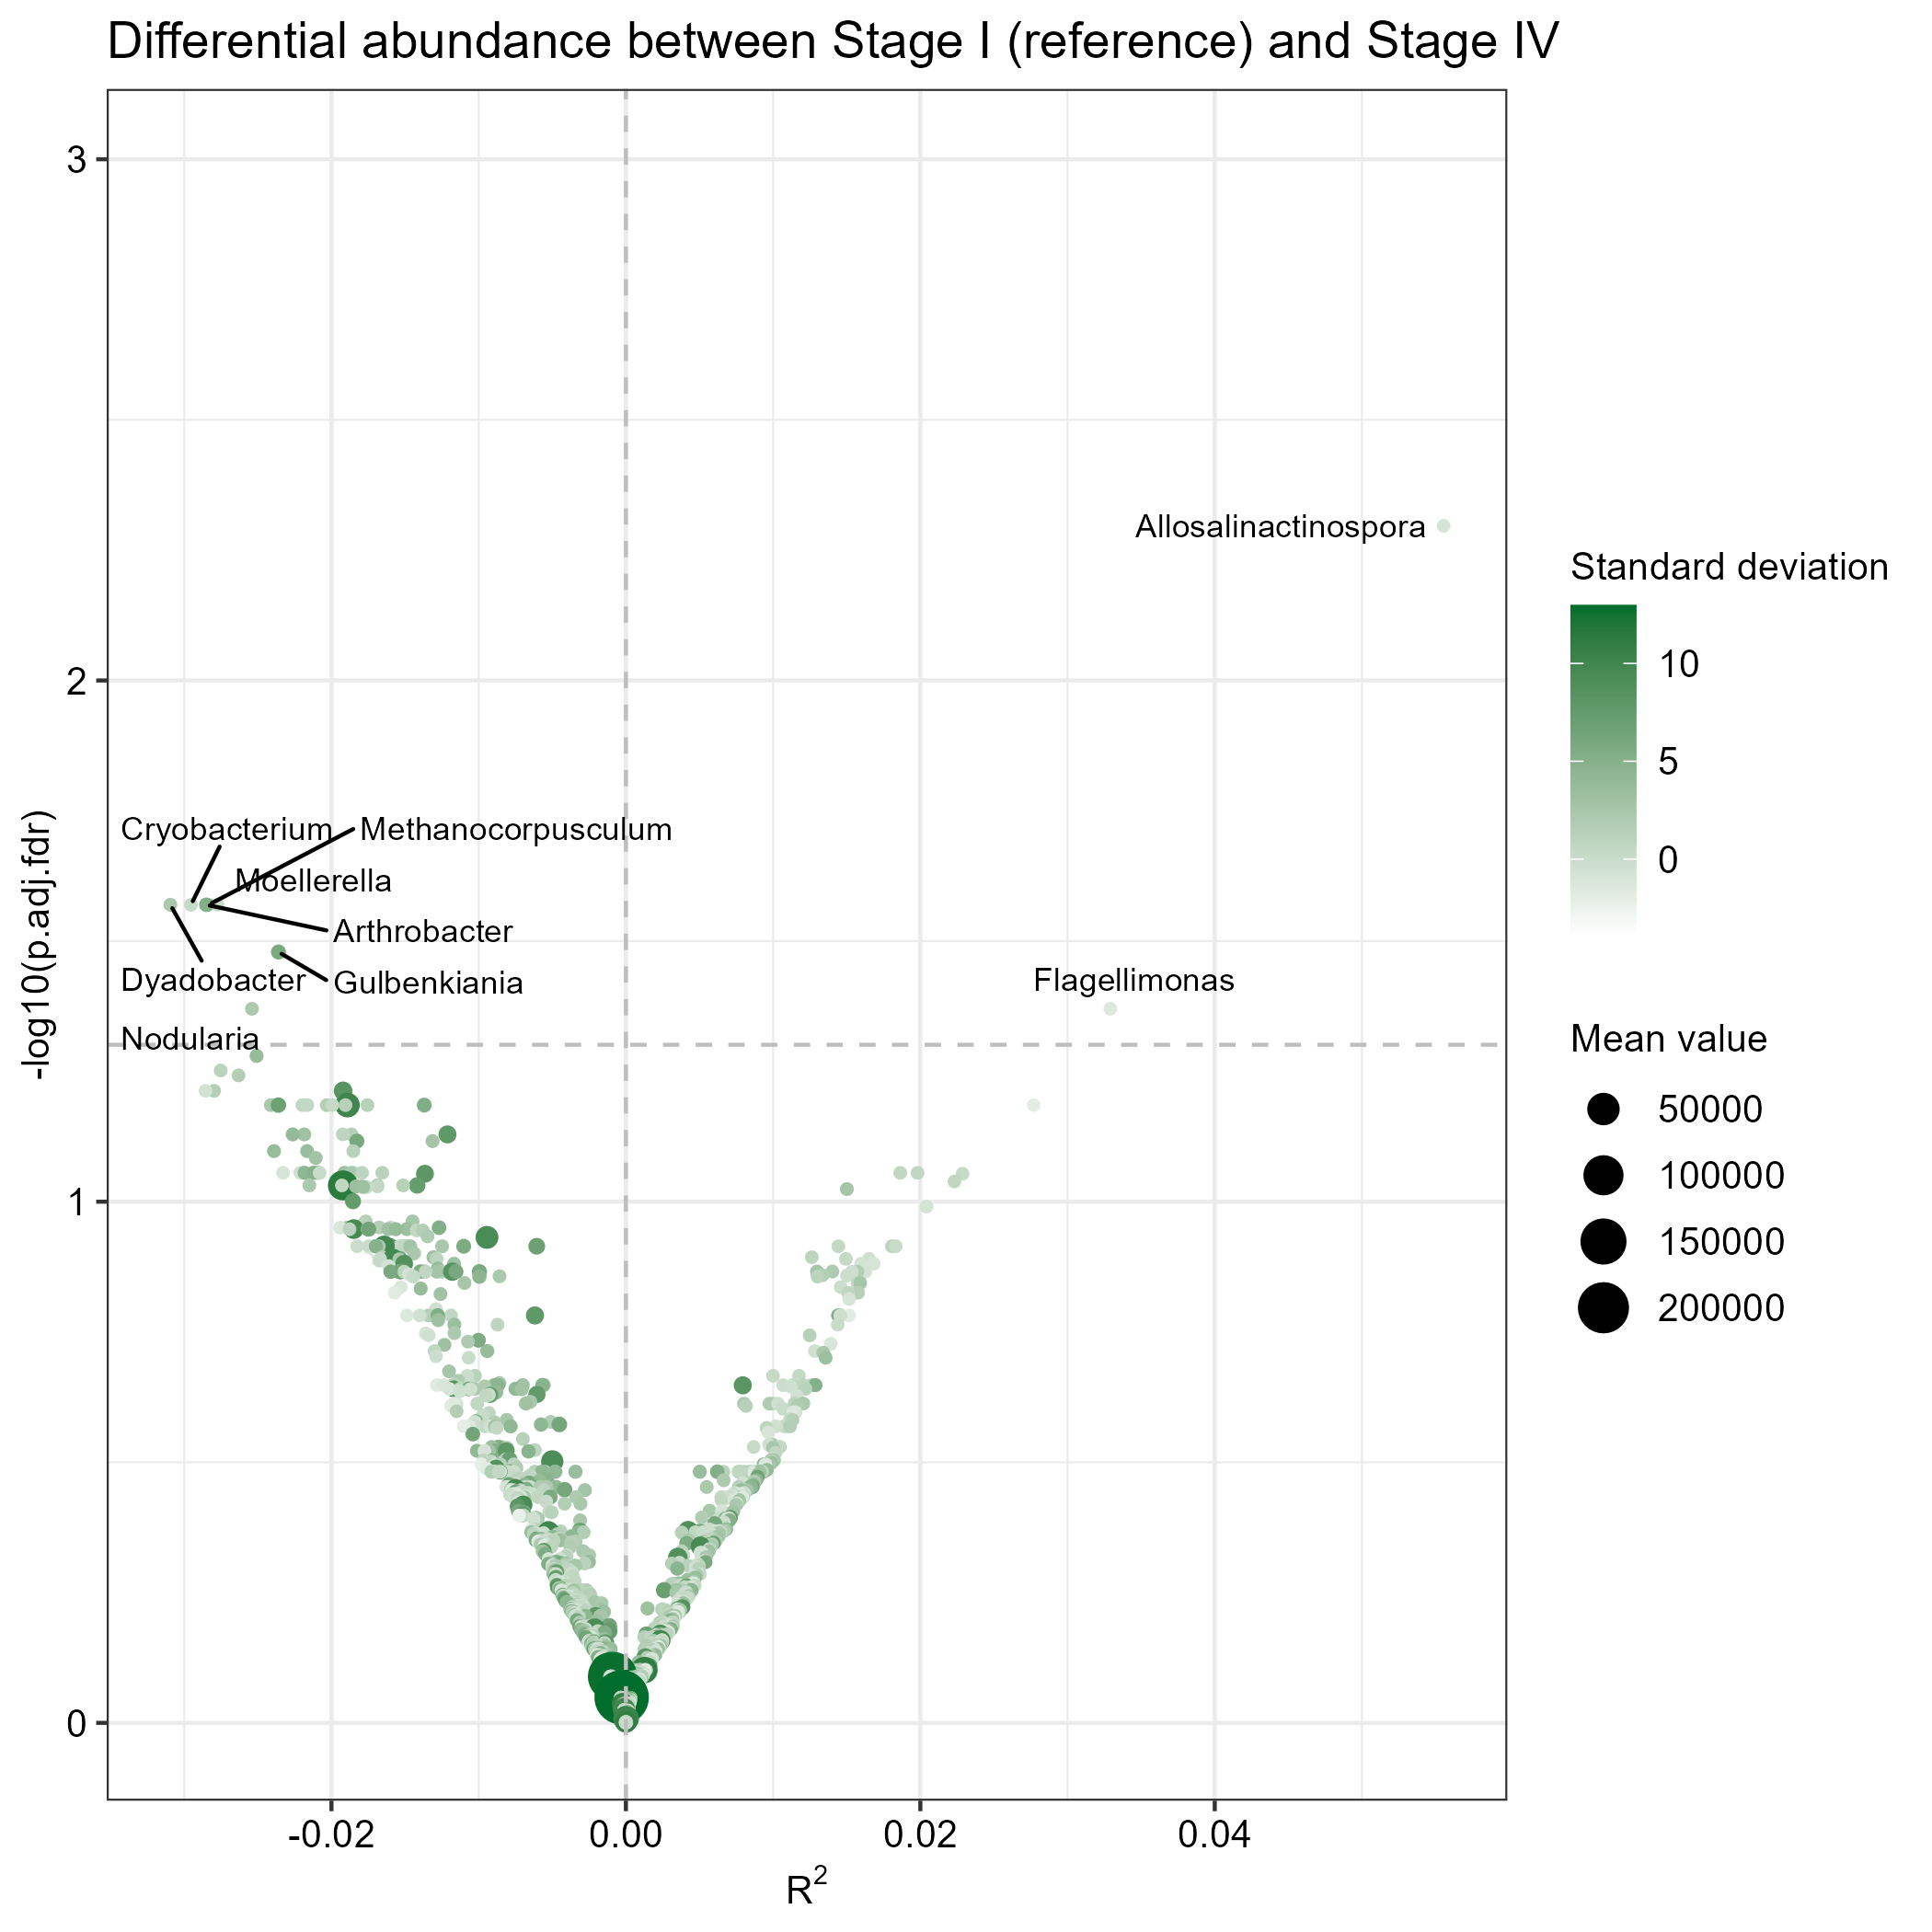 Differential abundance between Stage I (reference) and Stage IV
3
2
1
0
-log10(p.adj.fdr)
Allosalinactinospora
Cryobacterium
Methanocorpusculum
Moellerella
Arthrobacter
Dyadobacter
Gulbenkiania
Flagellimonas
Nodularia
-0.02
0.00
0.02
0.04
R²
Standard deviation
10
5
0
Mean value
50000
100000
150000
200000